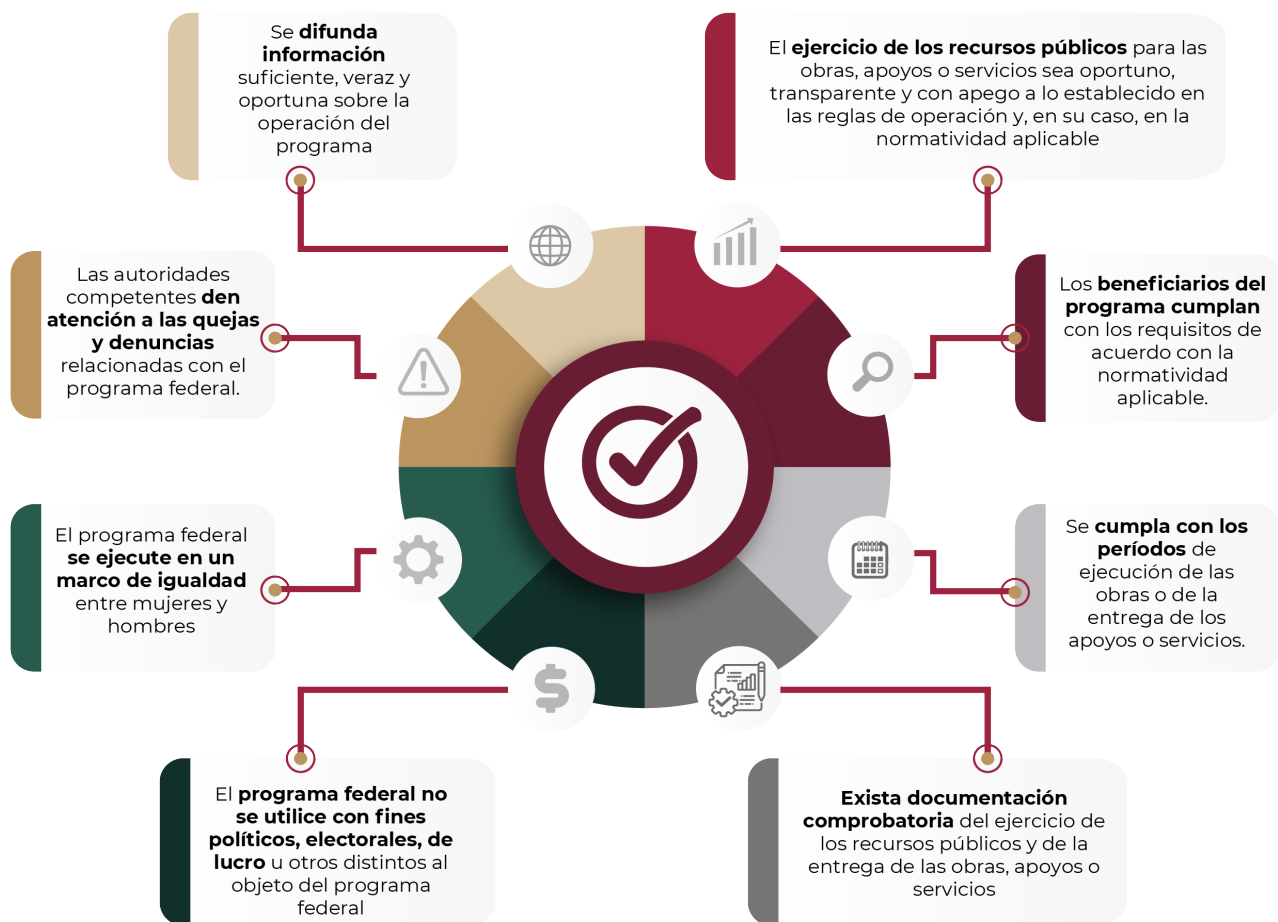 Se difunda
información
suficiente, veraz y
oportuna sobre la
operación del
programa
El ejercicio de los recursos públicos para las
obras, apoyos o servicios sea oportuno,
transparente y con apego a lo establecido en
las reglas de operación y, en su caso, en la
normatividad aplicable
Las autoridades
competentes den
atención a las quejas
y denuncias
relacionadas con el
programa federal.
Los beneficiarios del
programa cumplan
con los requisitos de
acuerdo con la
normatividad
aplicable.
El programa federal
se ejecute en un
marco de igualdad
entre mujeres y
hombres
Se cumpla con los
períodos de
ejecución de las
obras o de la
entrega de los
apoyos o servicios.
El programa federal no
se utilice con fines
políticos, electorales, de
lucro u otros distintos al
objeto del programa
federal
Exista documentación
comprobatoria del ejercicio de
los recursos públicos y de la
entrega de las obras, apoyos o
servicios